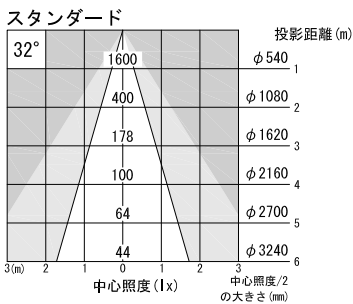 スタンダード
投影距離(m)
32°
1600 φ540
1
400 φ1080
2
178 φ1620
3
100 φ2160
4
64 φ2700
5
44 φ3240
6
3(m) 2 1 0 1 2 3 (mm)
中心照度(lx)
中心照度/2
の大きさ(mm)